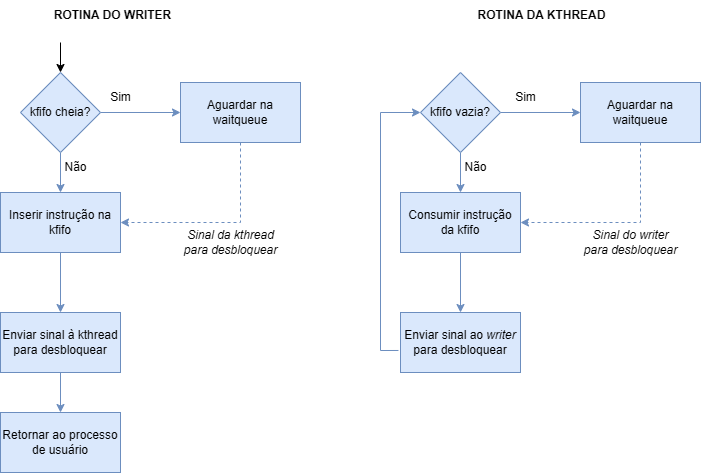 ROTINA DO WRITER
kfifo cheia?
Sim
Aguardar na
waitqueue
Não
Inserir instrução na
kfifo
Sinal da kthread
para desbloquear
Enviar sinal à kthread
para desbloquear
Retornar ao processo
de usuário
ROTINA DA KTHREAD
kfifo vazia?
Sim
Aguardar na
waitqueue
Não
Consumir instrução
da kfifo
Sinal do writer
para desbloquear
Enviar sinal ao writer
para desbloquear